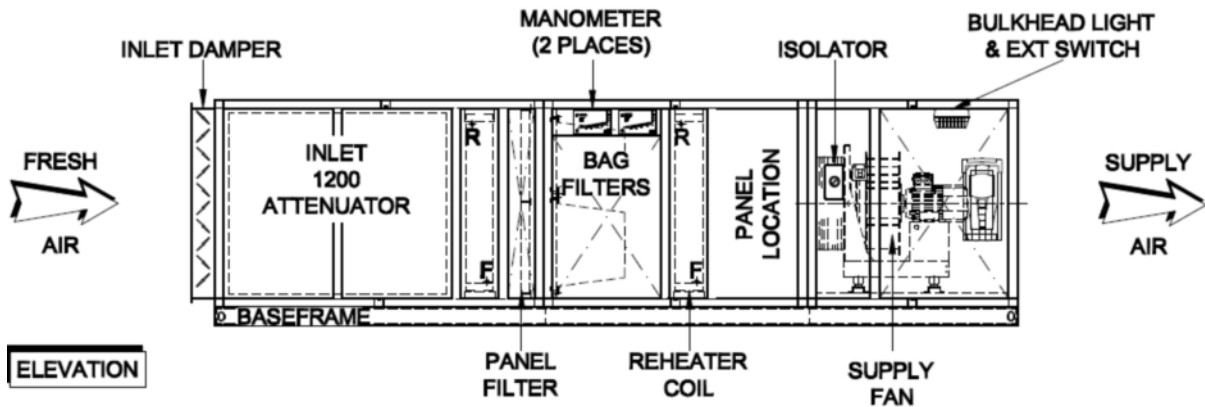 MANOMETER
(2 PLACES)
INLET DAMPER
ISOLATOR
BULKHEAD LIGHT
& EXT SWITCH
FRESH
AIR
INLET
1200
ATTENUATOR
R
F
BAG
FILTERS
R
F
PANEL
LOCATION
SUPPLY
AIR
BASEFRAME
ELEVATION
PANEL
FILTER
REHEATER
COIL
SUPPLY
FAN